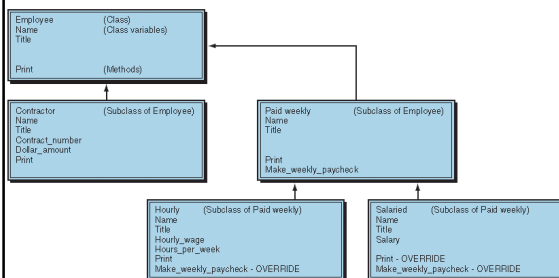 Employee (Class)
Name (Class variables)
Title
Print (Methods)
Contractor (Subclass of Employee)
Name
Title
Contract_number
Dollar_amount
Print
Paid weekly (Subclass of Employee)
Name
Title
Print
Make_weekly_paycheck
Hourly (Subclass of Paid weekly)
Name
Title
Hourly_wage
Hours_per_week
Print
Make_weekly_paycheck - OVERRIDE
Salaried (Subclass of Paid weekly)
Name
Title
Salary
Print - OVERRIDE
Make_weekly_paycheck - OVERRIDE